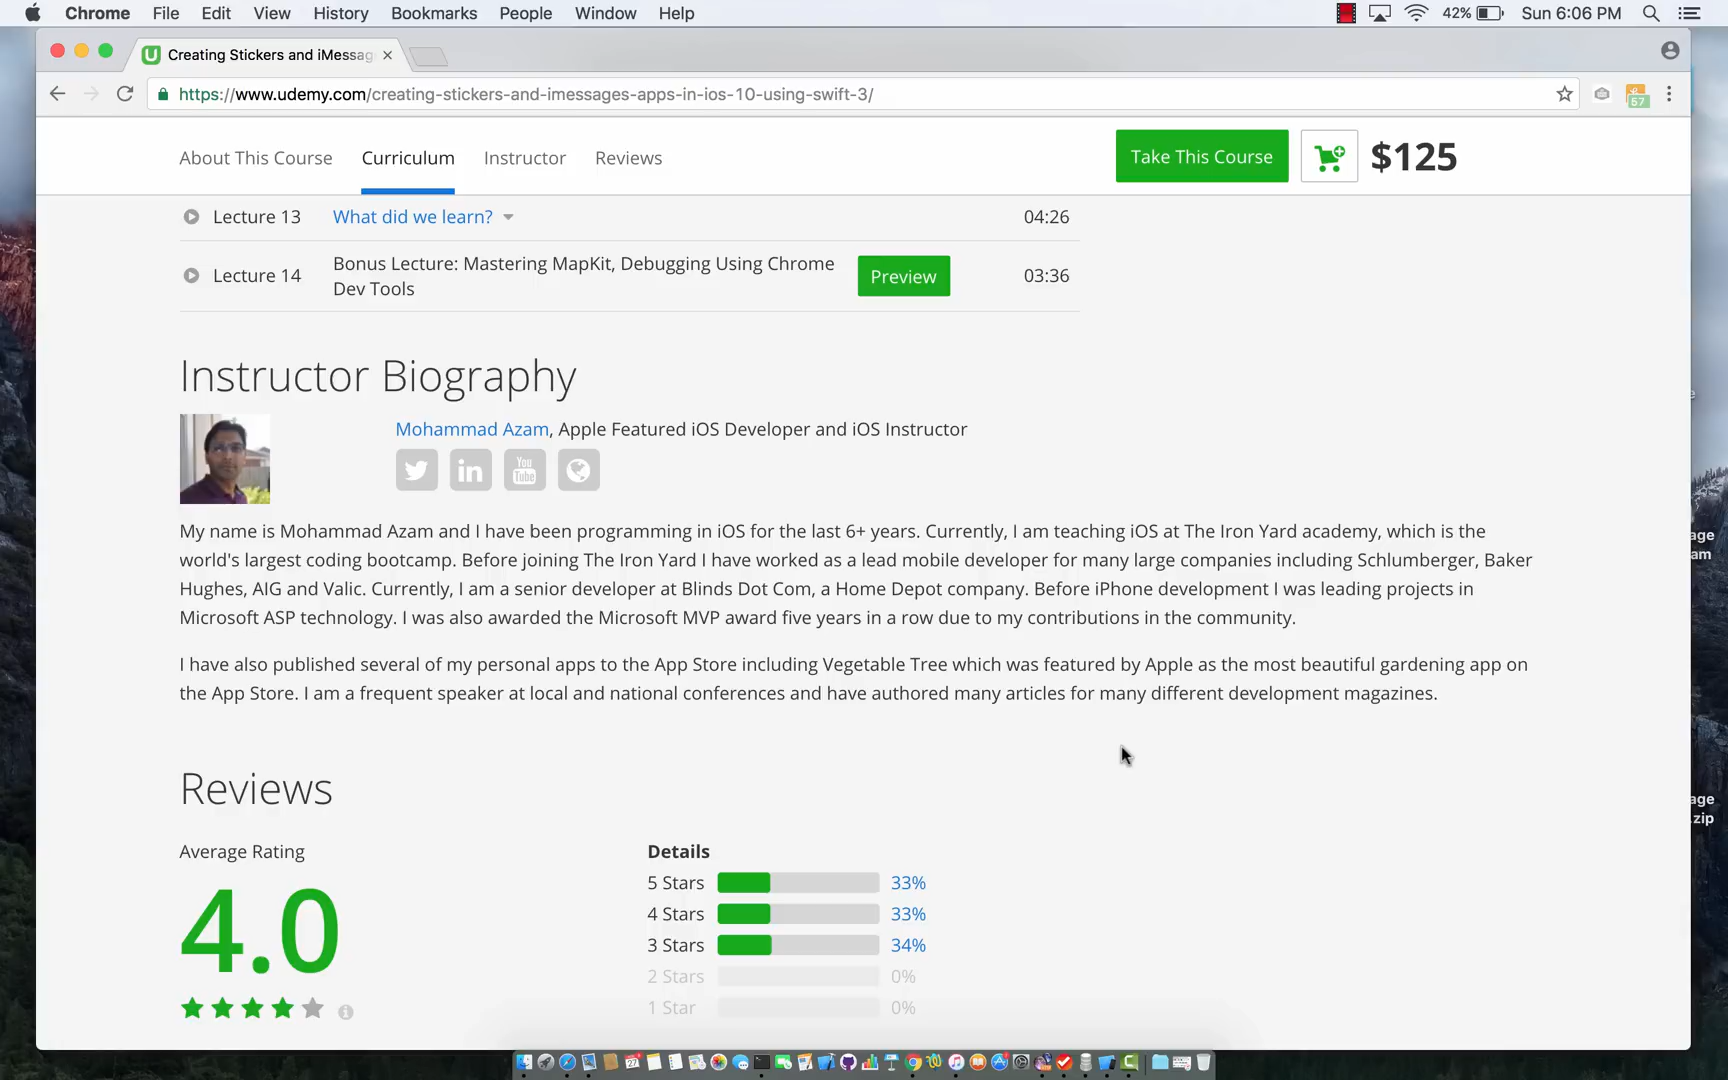 Chrome File Edit View History Bookmarks People Window Help 42% Sun 6:06 PM
Creating Stickers and iMessag
https://www.udemy.com/creating-stickers-and-imessages-apps-in-ios-10-using-swift-3/
57
About This Course Curriculum Instructor Reviews Take This Course $125
Lecture 13 What did we learn? 04:26
Lecture 14 Bonus Lecture: Mastering MapKit, Debugging Using Chrome Preview 03:36
Dev Tools
Instructor Biography
Mohammad Azam, Apple Featured iOS Developer and iOS Instructor
in You Tube
My name is Mohammad Azam and I have been programming in iOS for the last 6+ years. Currently, I am teaching iOS at The Iron Yard academy, which is the
world's largest coding bootcamp. Before joining The Iron Yard I have worked as a lead mobile developer for many large companies including Schlumberger, Baker
Hughes, AIG and Valic. Currently, I am a senior developer at Blinds Dot Com, a Home Depot company. Before iPhone development I was leading projects in
Microsoft ASP technology. I was also awarded the Microsoft MVP award five years in a row due to my contributions in the community.
I have also published several of my personal apps to the App Store including Vegetable Tree which was featured by Apple as the most beautiful gardening app on
the App Store. I am a frequent speaker at local and national conferences and have authored many articles for many different development magazines.
age
am
age
.zip
Reviews
Average Rating
4.0
Details
5 Stars 33%
4 Stars 33%
3 Stars 34%
2 Stars 0%
1 Star 0%